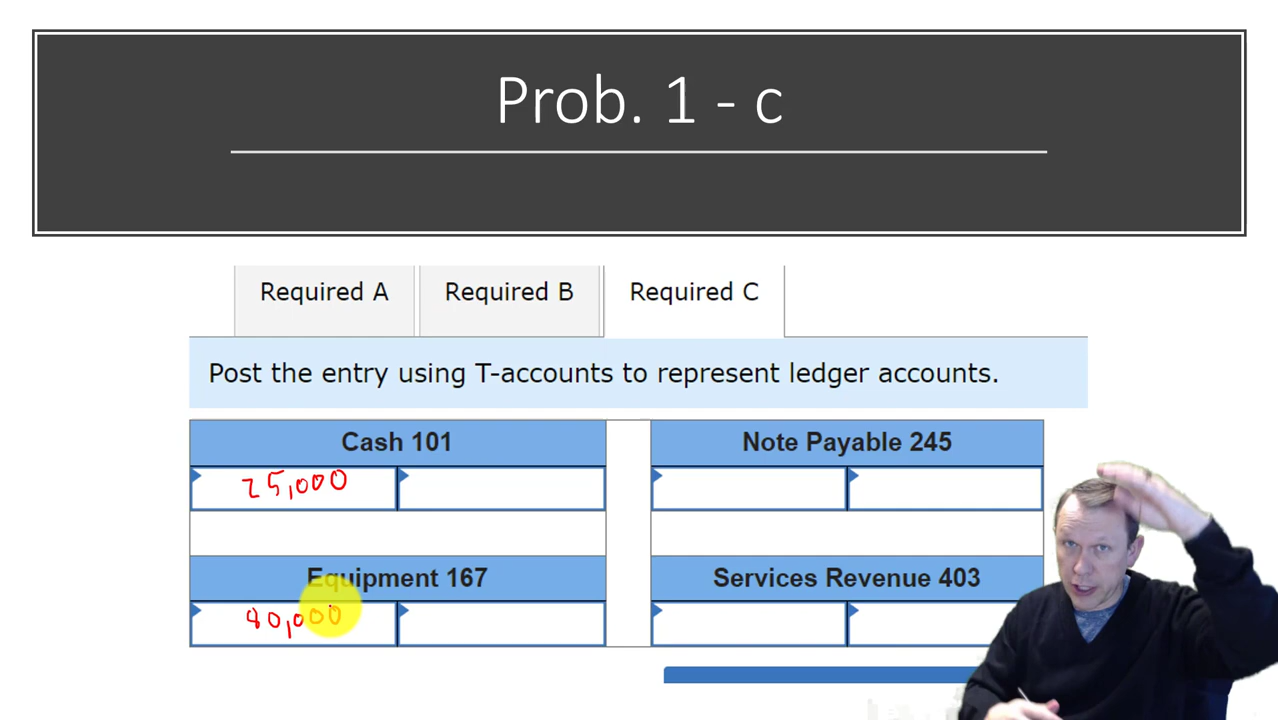 Prob. 1 - c
Required A Required B Required C
Post the entry using T-accounts to represent ledger accounts.
Cash 101 Note Payable 245
25,000
Equipment 167 Services Revenue 403
80,000